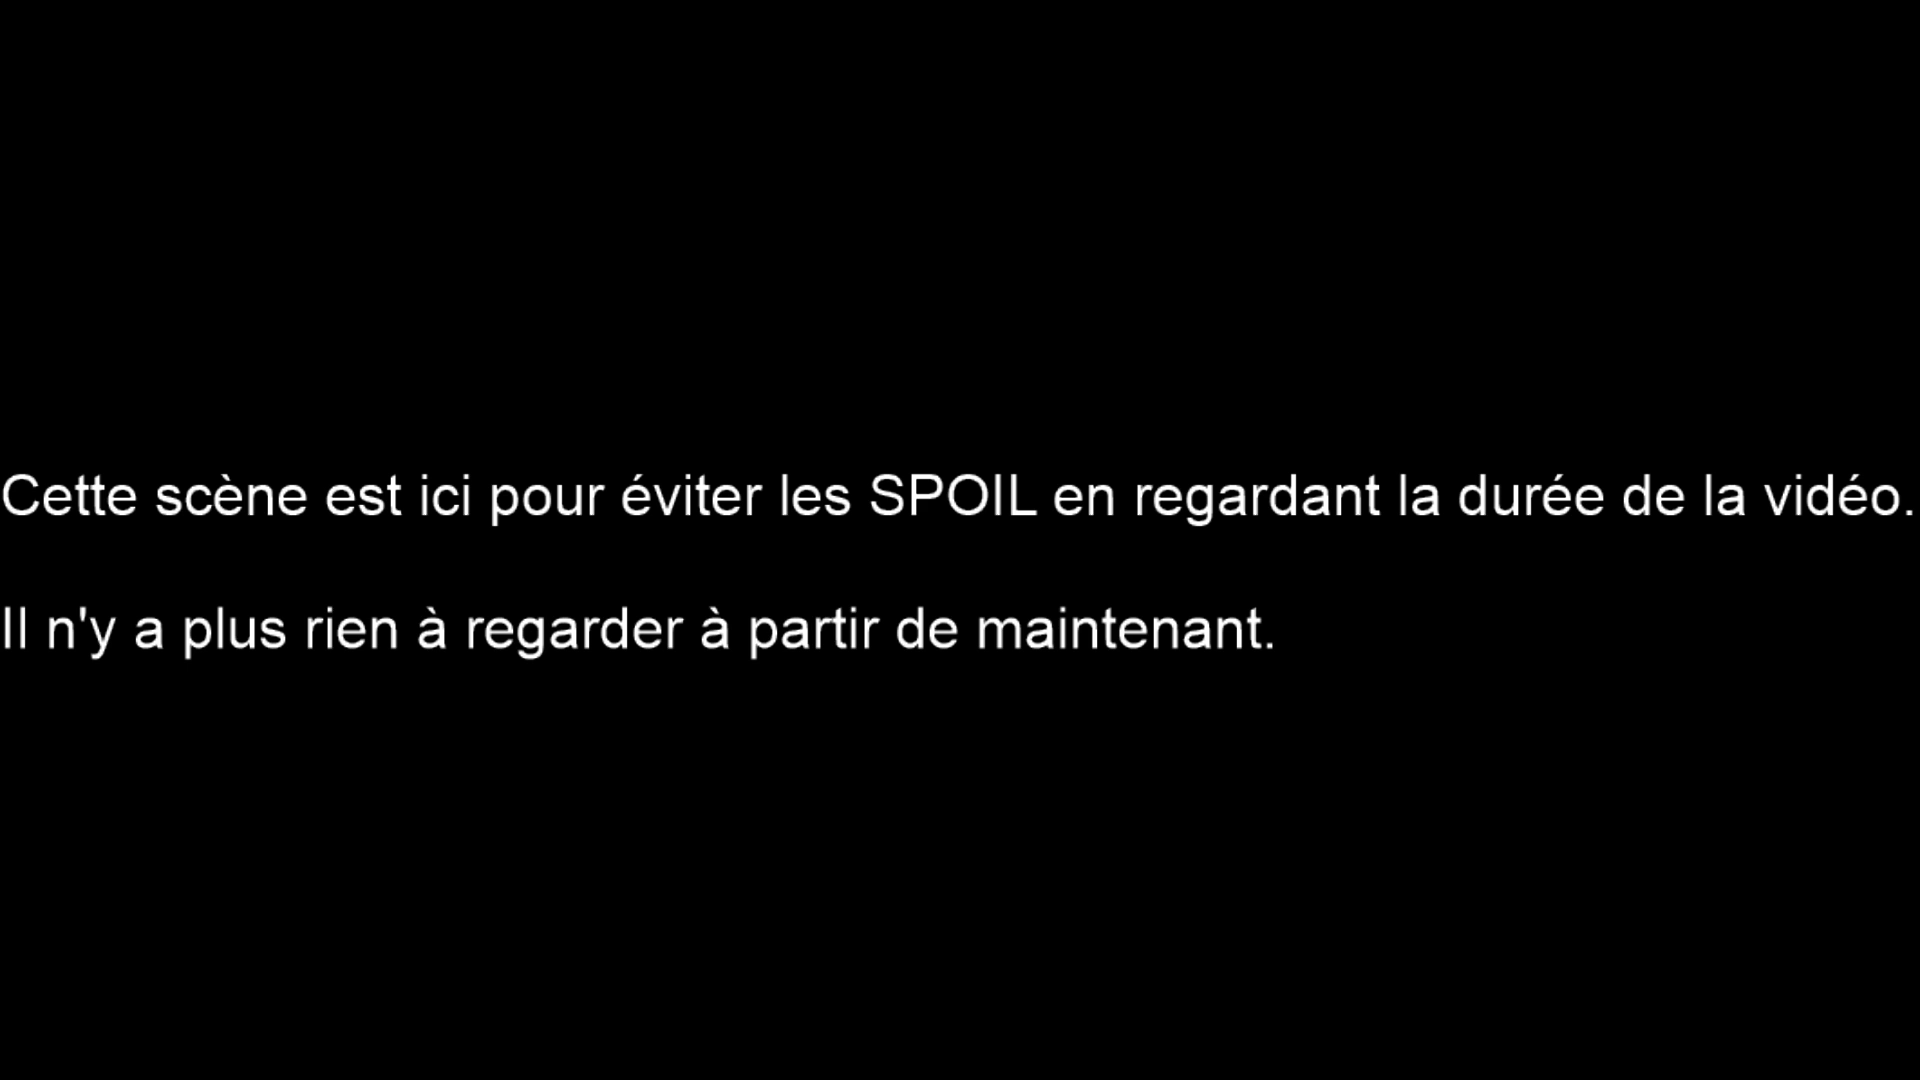 Cette scène est ici pour éviter les SPOIL en regardant la durée de la vidéo.
Il n'y a plus rien à regarder à partir de maintenant.